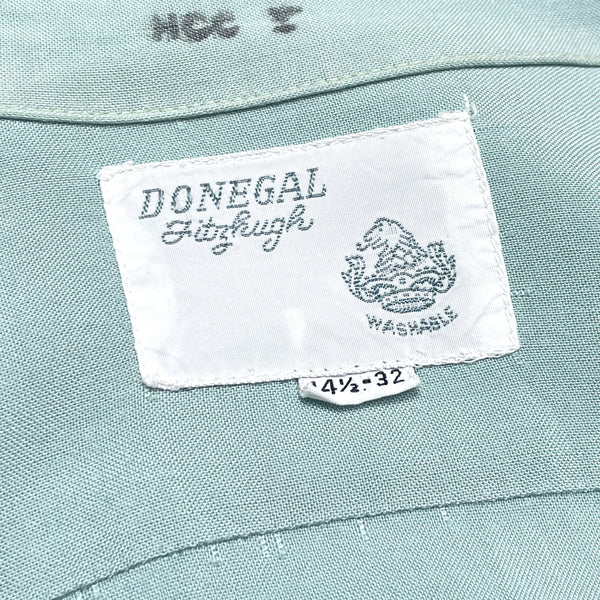 HCC I
DONEGAL
Fitzhugh
WASHABLE
14½-32